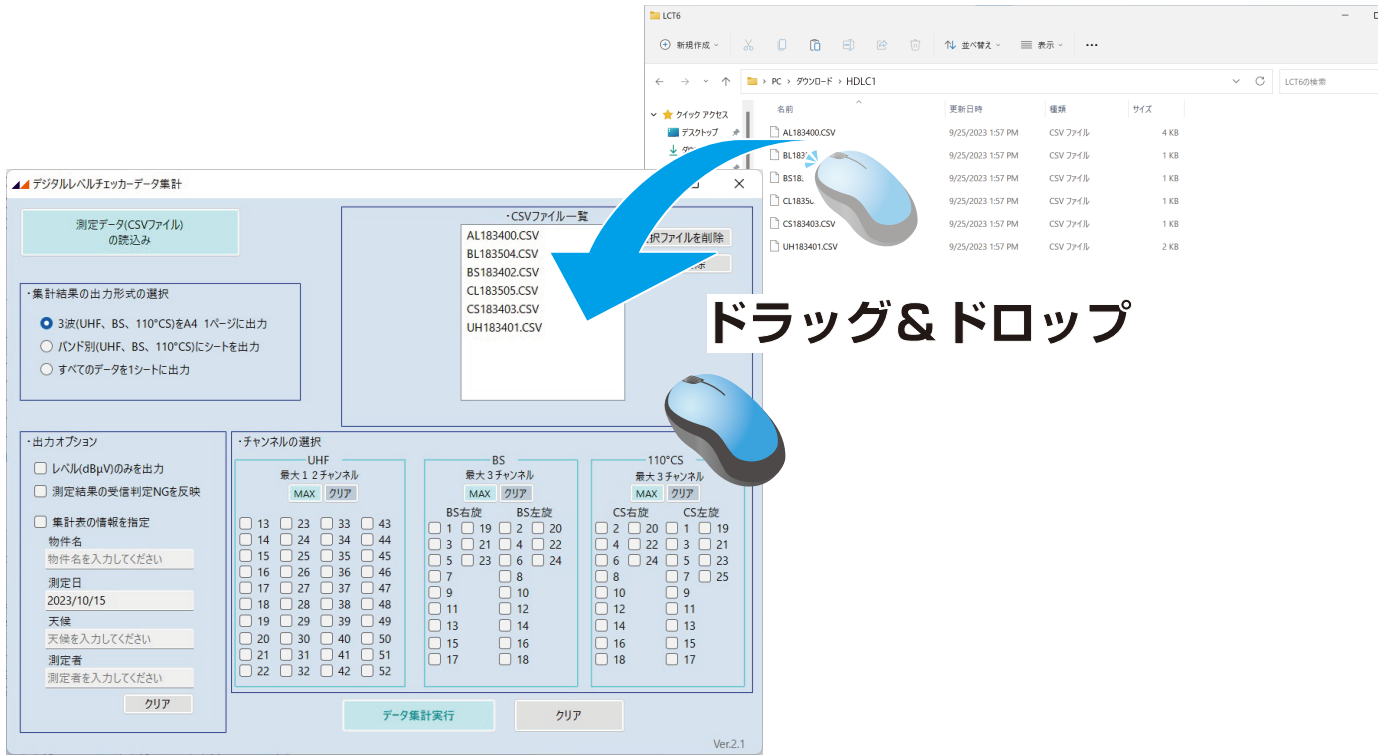 LCT6
新規作成
並べ替え
表示
PC > ダウンロード > HDLC1
LCT6の検索
クイック アクセス
デスクトップ
名前
更新日時
種類
サイズ
AL183400.CSV
9/25/2023 1:57 PM
CSV ファイル
4 KB
9/25/2023 1:57 PM
CSV ファイル
1 KB
9/25/2023 1:57 PM
CSV ファイル
1 KB
9/25/2023 1:57 PM
CSV ファイル
1 KB
CS183403.CSV
9/25/2023 1:57 PM
CSV ファイル
1 KB
UH183401.CSV
9/25/2023 1:57 PM
CSV ファイル
2 KB
ドラッグ&ドロップ
デジタルレベルチェッカーデータ集計
測定データ(CSVファイル)
の読込み
・CSVファイル一覧
AL183400.CSV
BL183504.CSV
BS183402.CSV
CL183505.CSV
CS183403.CSV
UH183401.CSV
択ファイルを削除
・集計結果の出力形式の選択
3波(UHF、BS、110°CS)をA4 1ページに出力
バンド別(UHF、BS、110°CS)にシートを出力
すべてのデータを1シートに出力
・出力オプション
レベル(dBμV)のみを出力
測定結果の受信判定NGを反映
集計表の情報を指定
物件名
物件名を入力してください
測定日
2023/10/15
天候
天候を入力してください
測定者
測定者を入力してください
クリア
・チャンネルの選択
UHF
最大12チャンネル
MAX クリア
13 23 33 43
14 24 34 44
15 25 35 45
16 26 36 46
17 27 37 47
18 28 38 48
19 29 39 49
20 30 40 50
21 31 41 51
22 32 42 52
BS
最大3チャンネル
MAX クリア
BS右旋 BS左旋
1 19 2 20
3 21 4 22
5 23 6 24
7 8
9 10
11 12
13 14
15 16
17 18
110°CS
最大3チャンネル
MAX クリア
CS右旋 CS左旋
2 20 1 19
4 22 3 21
6 24 5 23
8 7 25
10 9
12 11
14 13
16 15
18 17
データ集計実行
クリア
Ver.2.1